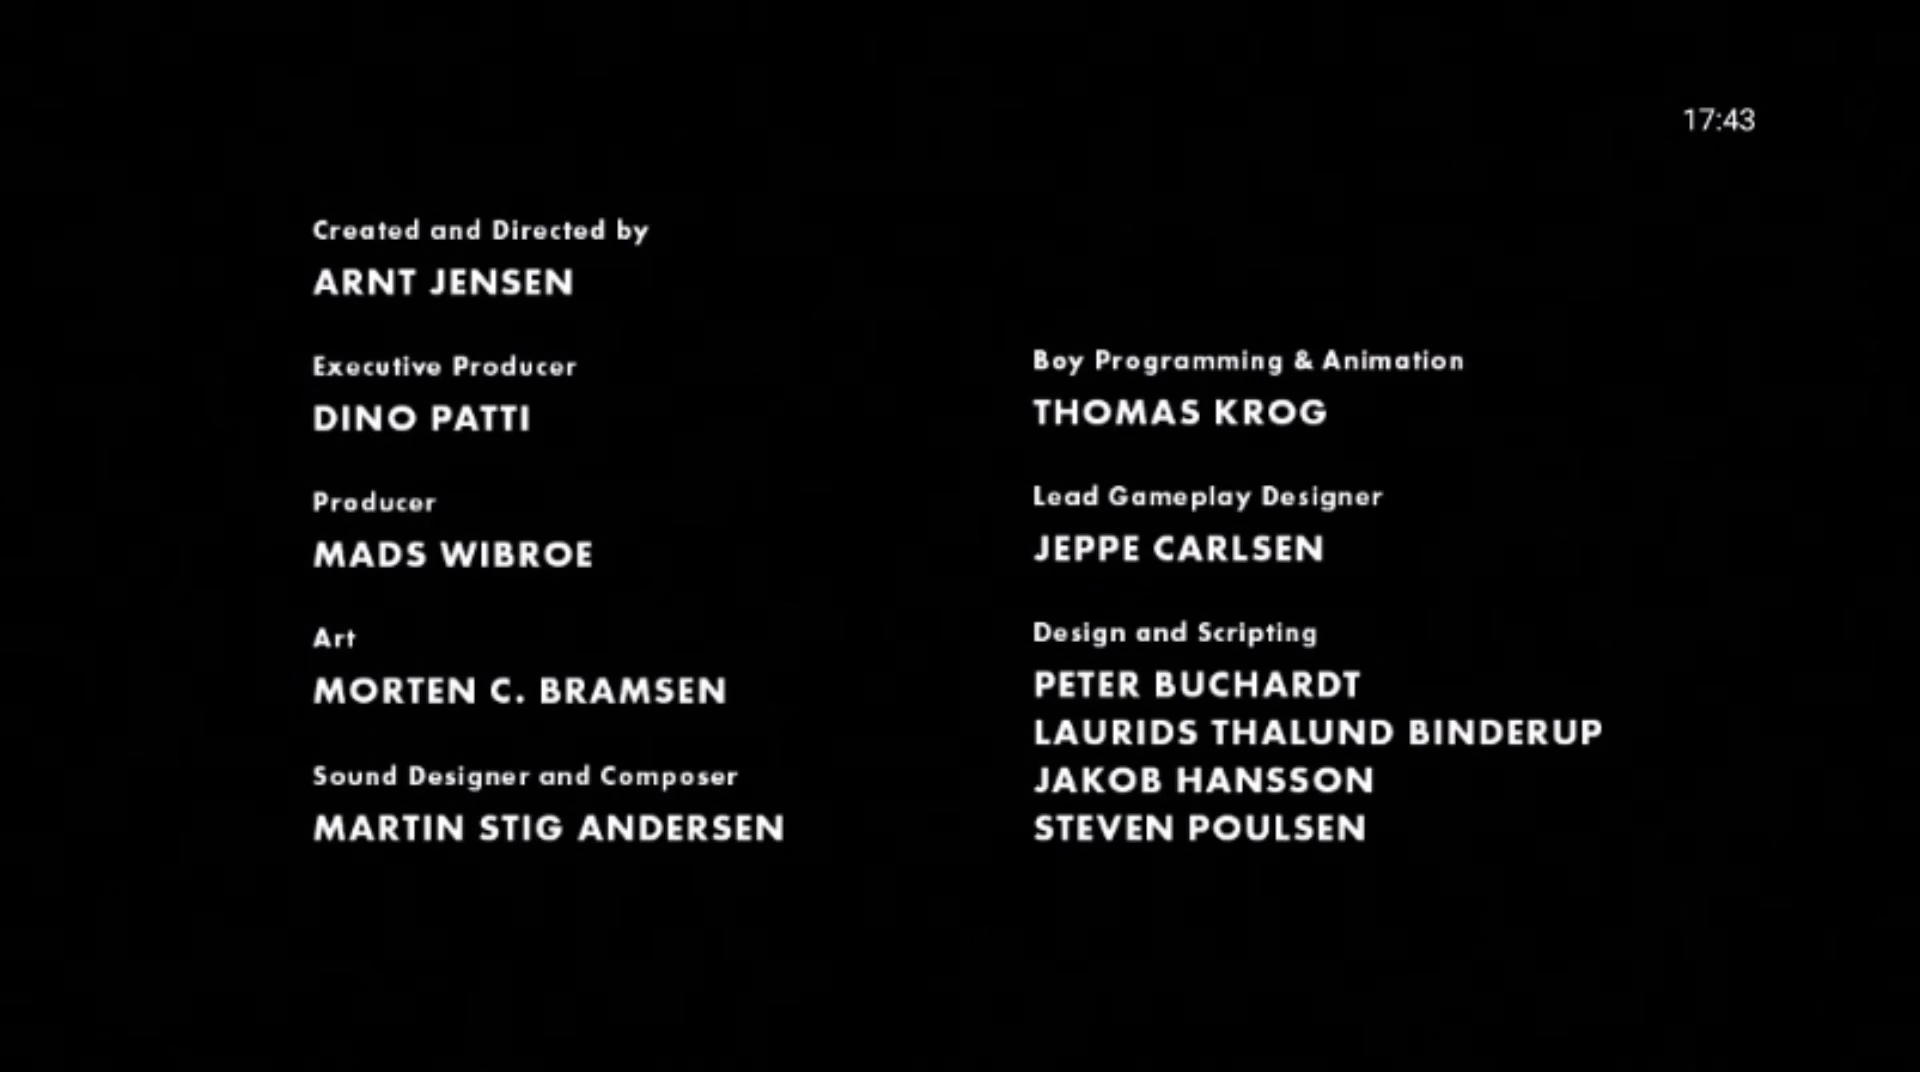 17:43
Created and Directed by
ARNT JENSEN
Executive Producer
DINO PATTI
Producer
MADS WIBROE
Art
MORTEN C. BRAMSEN
Sound Designer and Composer
MARTIN STIG ANDERSEN
Boy Programming & Animation
THOMAS KROG
Lead Gameplay Designer
JEPPE CARLSEN
Design and Scripting
PETER BUCHARDT
LAURIDS THALUND BINDERUP
JAKOB HANSSON
STEVEN POULSEN